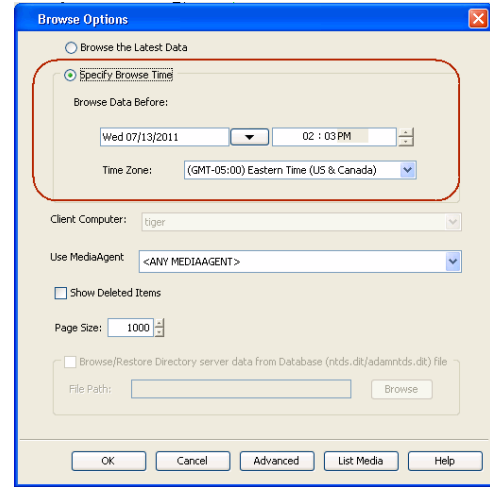 Browse Options
Browse the Latest Data
Specify Browse Time
Browse Data Before:
Wed 07/13/2011 02 : 03 PM
Time Zone: (GMT-05:00) Eastern Time (US & Canada)
Client Computer: tiger
Use MediaAgent <ANY MEDIAAGENT>
Show Deleted Items
Page Size: 1000
Browse/Restore Directory server data from Database (ntds.dit/adamntds.dit) file
File Path: Browse
OK Cancel Advanced List Media Help